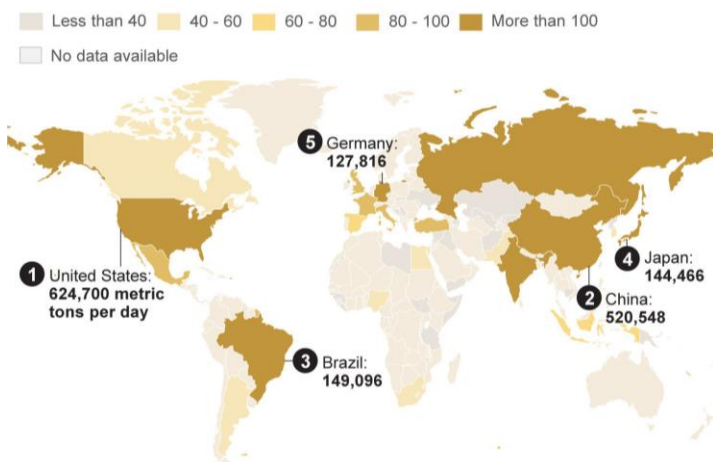 Less than 40
40 - 60
60 - 80
80 - 100
More than 100
No data available
5 Germany:
127,816
1 United States:
624,700 metric
tons per day
4 Japan:
144,466
2 China:
520,548
3 Brazil:
149,096